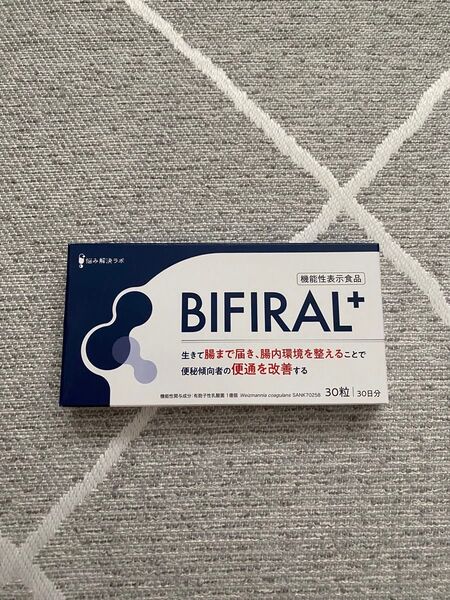 悩み解決ラボ
機能性表示食品
BIFIRAL+
生きて腸まで届き、腸内環境を整えることで
便秘傾向者の便通を改善する
機能性関与成分:有胞子性乳酸菌 1億個 Weizmannia coagulans SANK70258 30粒 | 30日分